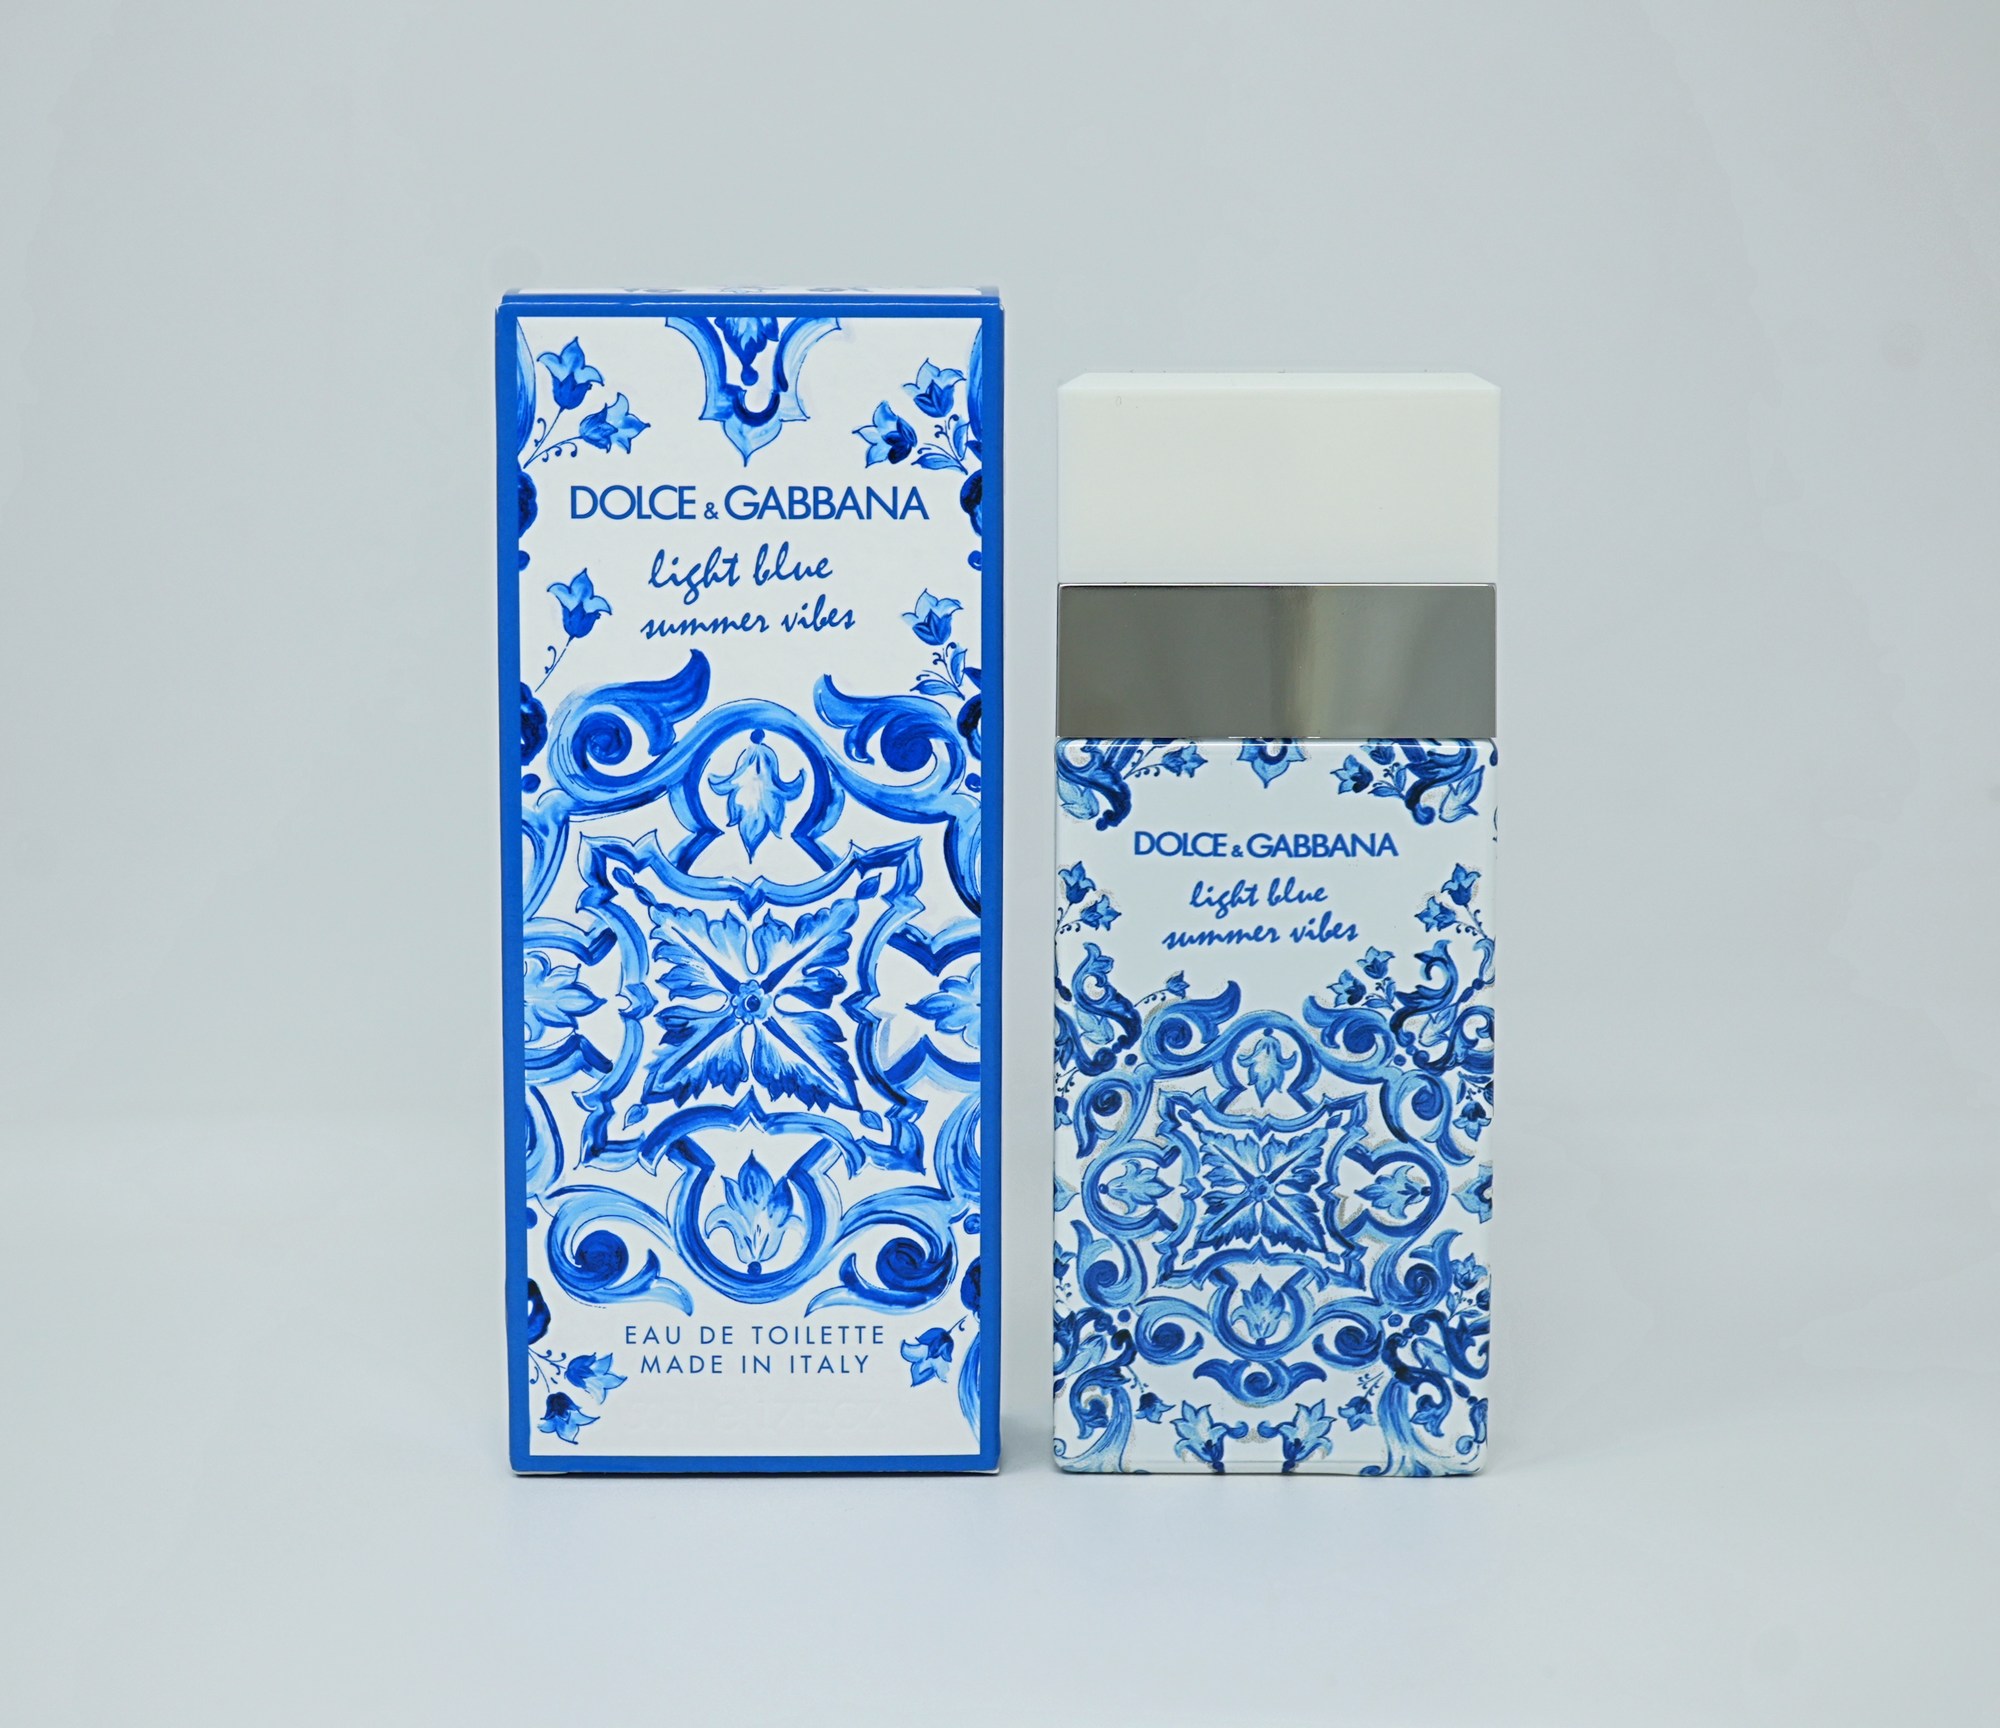 DOLCE & GABBANA
light blue
summer vibes
EAU DE TOILETTE
MADE IN ITALY
DOLCE & GABBANA
light blue
summer vibes